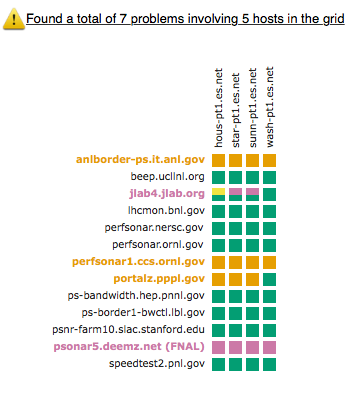 Found a total of 7 problems involving 5 hosts in the grid
hous-pt1.es.net
star-pt1.es.net
sunn-pt1.es.net
wash-pt1.es.net
anlborder-ps.it.anl.gov
beep.ucllnl.org
jlab4.jlab.org
lhcmon.bnl.gov
perfsonar.nersc.gov
perfsonar.ornl.gov
perfsonar1.ccs.ornl.gov
portalz.pppl.gov
ps-bandwidth.hep.pnnl.gov
ps-border1-bwctl.lbl.gov
psnr-farm10.slac.stanford.edu
psonar5.deemz.net (FNAL)
speedtest2.pnl.gov